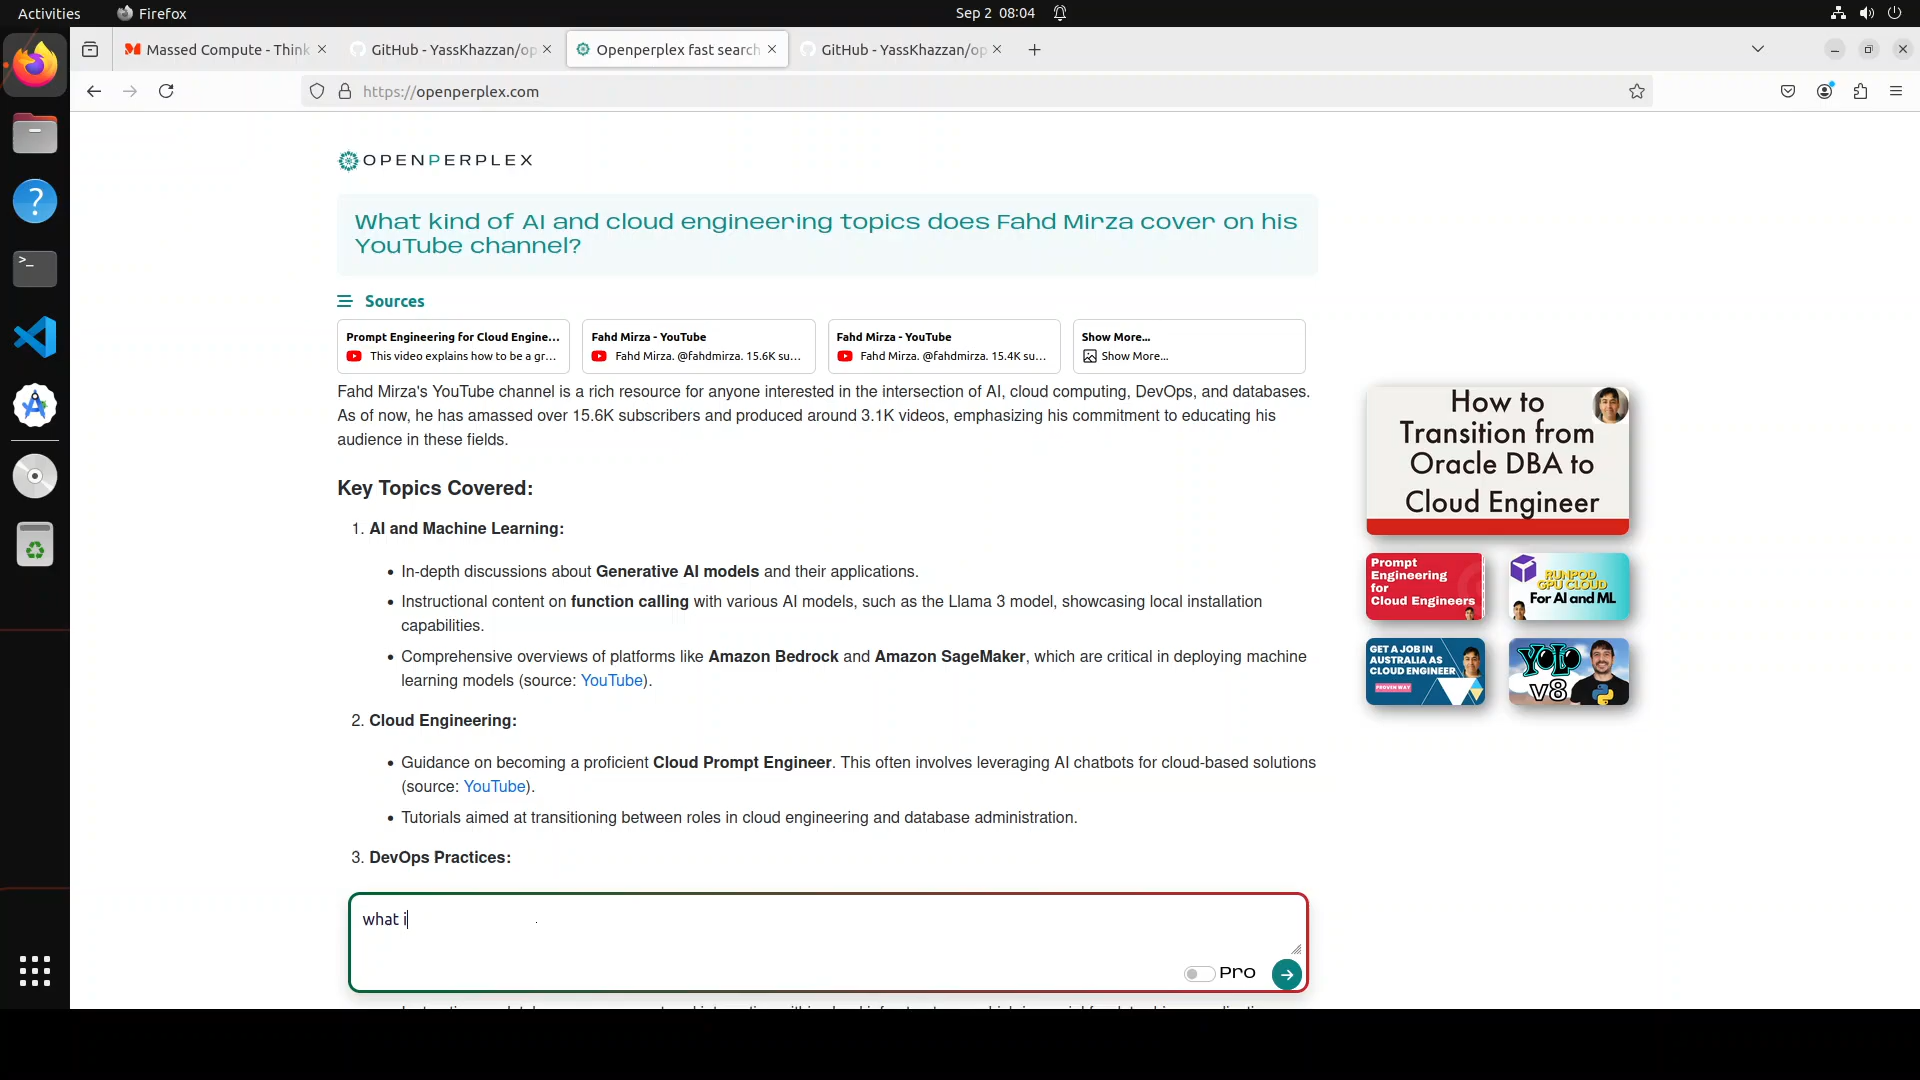 Activities
Firefox
Sep 2 08:04
Massed Compute - Think
GitHub - YassKhazzan/op
Openperplex fast search
GitHub - YassKhazzan/op
https://openperplex.com
OPENPERPLEX
What kind of AI and cloud engineering topics does Fahd Mirza cover on his
YouTube channel?
Sources
Prompt Engineering for Cloud Engine...
This video explains how to be a gr...
Fahd Mirza - YouTube
Fahd Mirza. @fahdmirza. 15.6K su...
Fahd Mirza - YouTube
Fahd Mirza. @fahdmirza. 15.4K su...
Show More...
Show More...
Fahd Mirza's YouTube channel is a rich resource for anyone interested in the intersection of AI, cloud computing, DevOps, and databases.
As of now, he has amassed over 15.6K subscribers and produced around 3.1K videos, emphasizing his commitment to educating his
audience in these fields.
Key Topics Covered:
1. AI and Machine Learning:
• In-depth discussions about Generative AI models and their applications.
• Instructional content on function calling with various AI models, such as the Llama 3 model, showcasing local installation
capabilities.
• Comprehensive overviews of platforms like Amazon Bedrock and Amazon SageMaker, which are critical in deploying machine
learning models (source: YouTube).
2. Cloud Engineering:
• Guidance on becoming a proficient Cloud Prompt Engineer. This often involves leveraging AI chatbots for cloud-based solutions
(source: YouTube).
• Tutorials aimed at transitioning between roles in cloud engineering and database administration.
3. DevOps Practices:
what i
Pro
How to
Transition from
Oracle DBA to
Cloud Engineer
Prompt
Engineering
for
Cloud Engineers
RUNPOD
GPU CLOUD
For AI and ML
GET A JOB IN
AUSTRALIA AS
CLOUD ENGINEER
PROVEN WAY
YOLO
v8